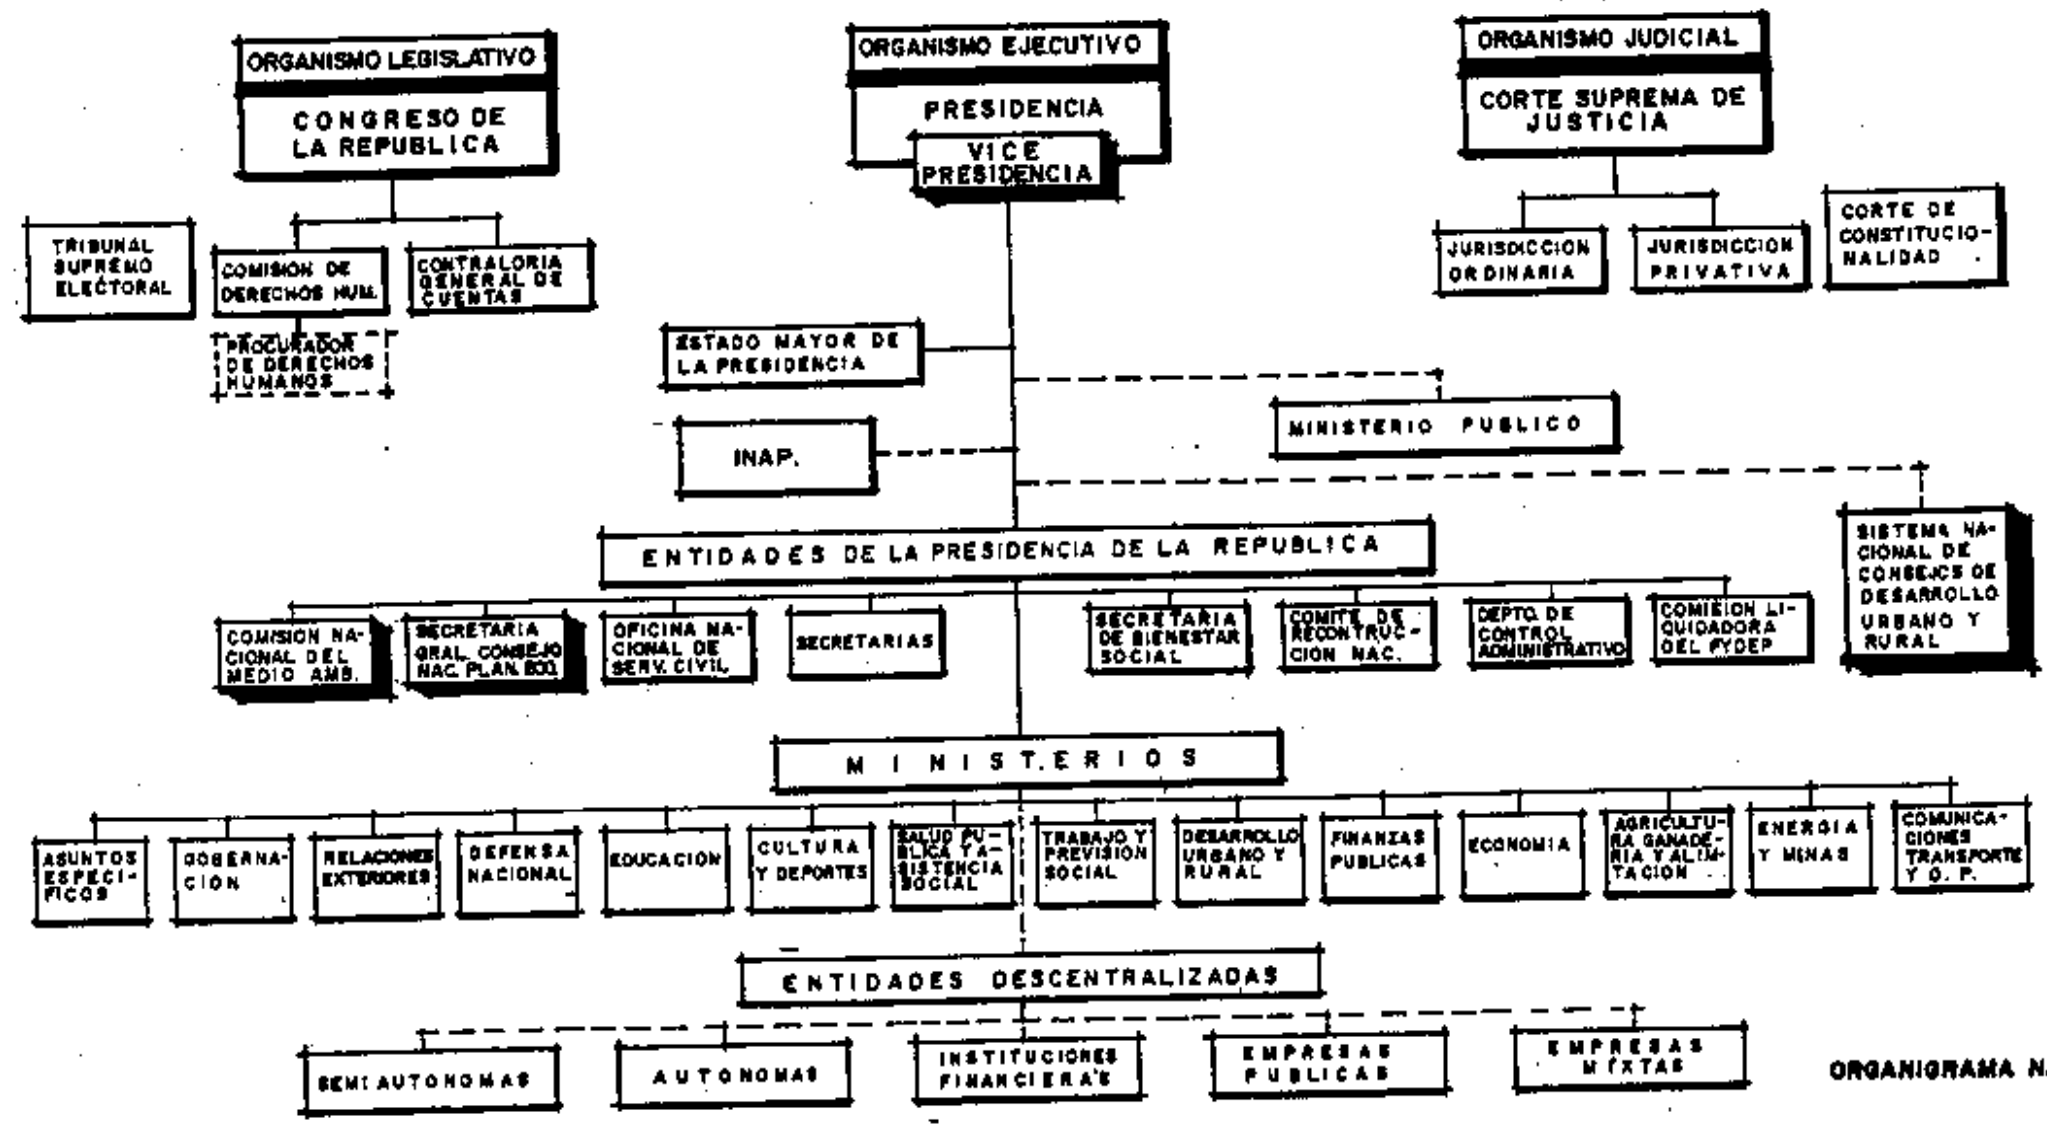 ORGANISMO LEGISLATIVO
CONGRESO DE
LA REPUBLICA
ORGANISMO EJECUTIVO
PRESIDENCIA
VICE
PRESIDENCIA
ORGANISMO JUDICIAL
CORTE SUPREMA DE
JUSTICIA
TRIBUNAL
SUPREMO
ELECTORAL
COMISION DE
DERECHOS HUM.
CONTRALORIA
GENERAL DE
CUENTAS
PROCURADOR
DE DERECHOS
HUMANOS
JURISDICCION
ORDINARIA
JURISDICCION
PRIVATIVA
CORTE DE
CONSTITUCIO-
NALIDAD
ESTADO MAYOR DE
LA PRESIDENCIA
MINISTERIO PUBLICO
INAP.
ENTIDADES DE LA PRESIDENCIA DE LA REPUBLICA
SISTEMA NA-
CIONAL DE
CONSEJOS DE
DESARROLLO
URBANO Y
RURAL
COMISION NA-
CIONAL DEL
MEDIO AMB.
SECRETARIA
GRAL. CONSEJO
NAC. PLAN. ECO.
OFICINA NA-
CIONAL DE
SERV. CIVIL
SECRETARIAS
SECRETARIA
DE BIENESTAR
SOCIAL
COMITE DE
RECONTRUC-
CION NAC.
DEPTO. DE
CONTROL
ADMINISTRATIVO
COMISION LI-
QUIDADORA
DEL FYDEP
MINISTERIOS
ASUNTOS
ESPECI-
FICOS
GOBERNA-
CION
RELACIONES
EXTERIORES
DEFENSA
NACIONAL
EDUCACION
CULTURA
Y DEPORTES
SALUD PU-
BLICA Y A-
SISTENCIA
SOCIAL
TRABAJO Y
PREVISION
SOCIAL
DESARROLLO
URBANO Y
RURAL
FINANZAS
PUBLICAS
ECONOMIA
AGRICULTU-
RA GANADE-
RIA Y ALIM-
TACION
ENERGIA
Y MINAS
COMUNICA-
CIONES
TRANSPORTE
Y O. P.
ENTIDADES DESCENTRALIZADAS
SEMIAUTONOMAS
AUTONOMAS
INSTITUCIONES
FINANCIERAS
EMPRESAS
PUBLICAS
EMPRESAS
MIXTAS
ORGANIGRAMA N